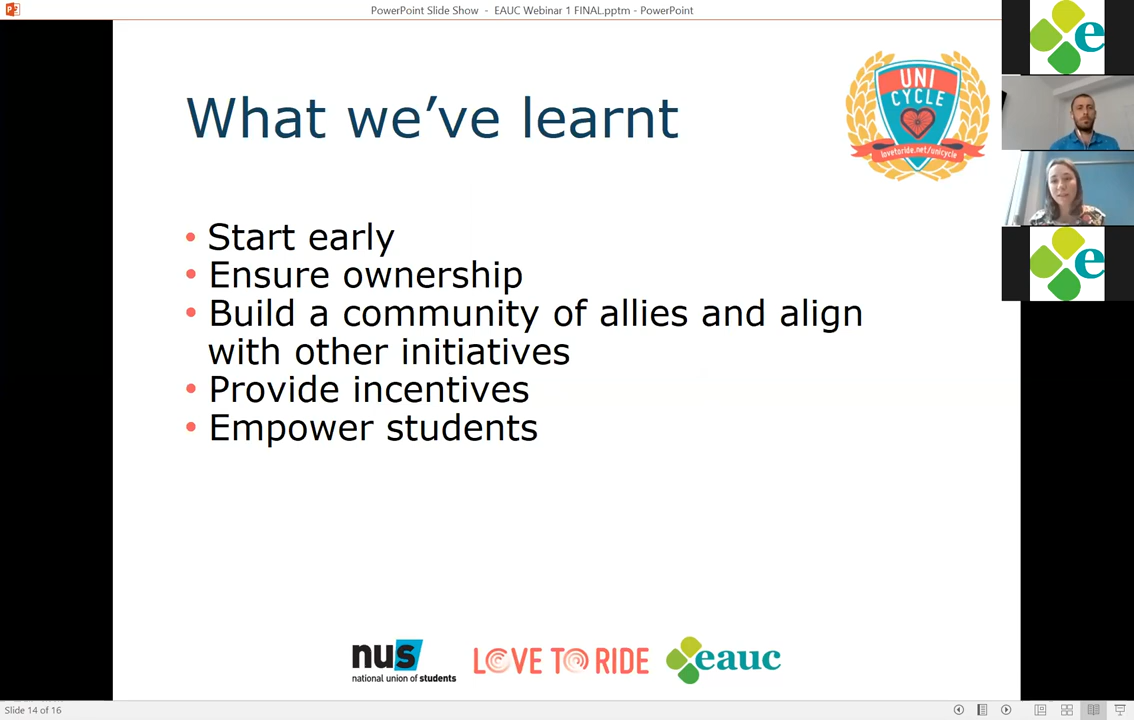 PowerPoint Slide Show - EAUC Webinar 1 FINAL.pptm - PowerPoint
What we've learnt
UNI
CYCLE
lovetoride.net/unicycle
• Start early
• Ensure ownership
• Build a community of allies and align
with other initiatives
• Provide incentives
• Empower students
nus
national union of students
LOVE TO RIDE
eauc
e
e
Slide 14 of 16